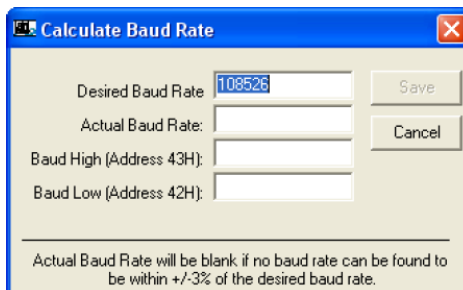 Calculate Baud Rate
Desired Baud Rate 108526 Save
Actual Baud Rate: Cancel
Baud High (Address 43H):
Baud Low (Address 42H):
Actual Baud Rate will be blank if no baud rate can be found to
be within +/-3% of the desired baud rate.